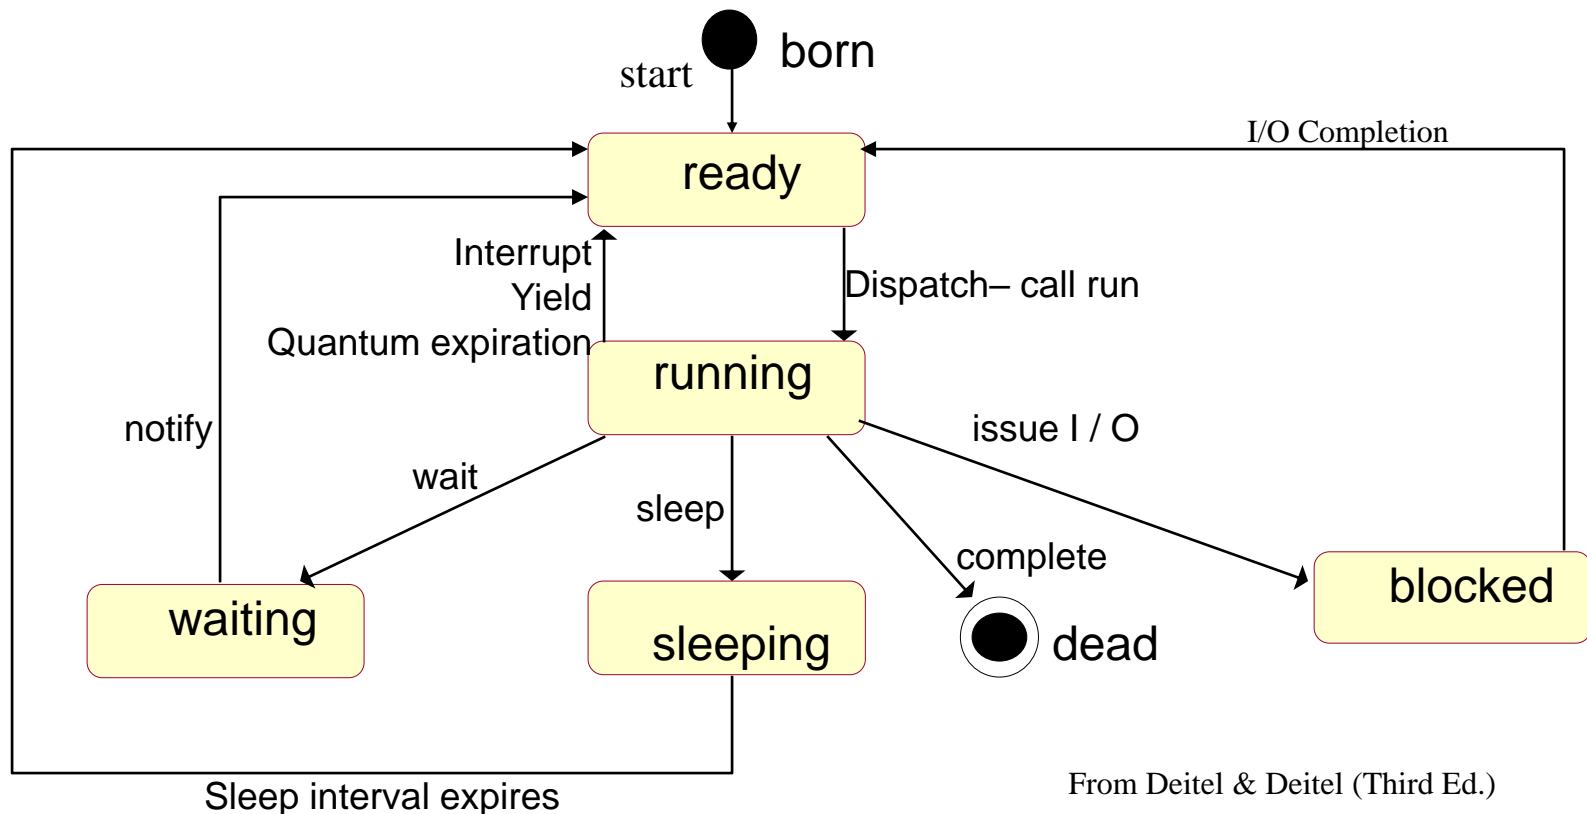 born
start
I/O Completion
ready
Interrupt
Yield
Quantum expiration
Dispatch– call run
running
notify
issue I / O
wait
sleep
complete
blocked
waiting
sleeping
dead
Sleep interval expires
From Deitel & Deitel (Third Ed.)